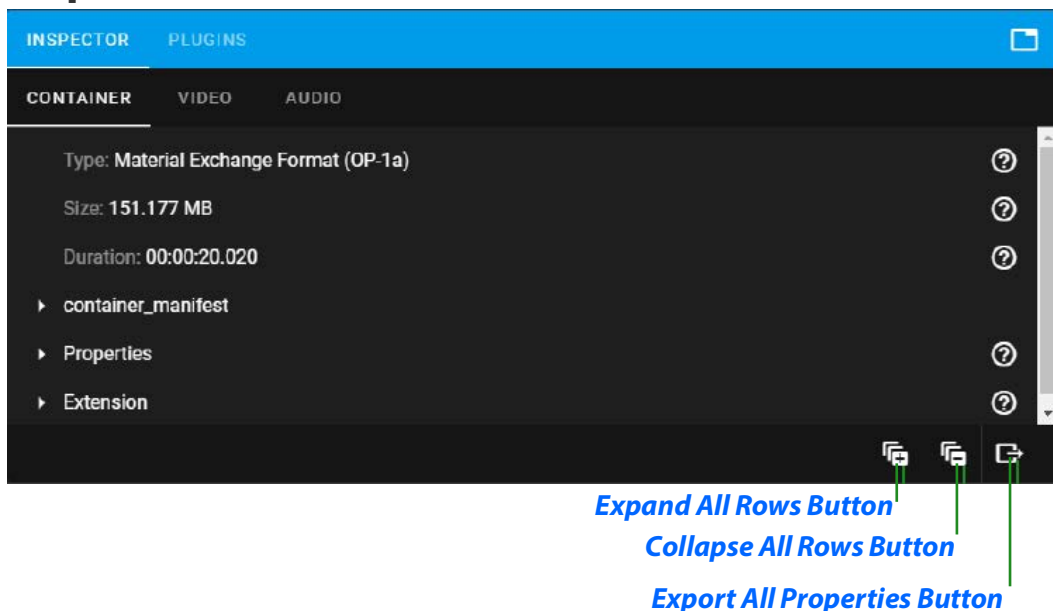 INSPECTOR PLUGINS
CONTAINER VIDEO AUDIO
Type: Material Exchange Format (OP-1a)
Size: 151.177 MB
Duration: 00:00:20.020
container_manifest
Properties
Extension
Expand All Rows Button
Collapse All Rows Button
Export All Properties Button